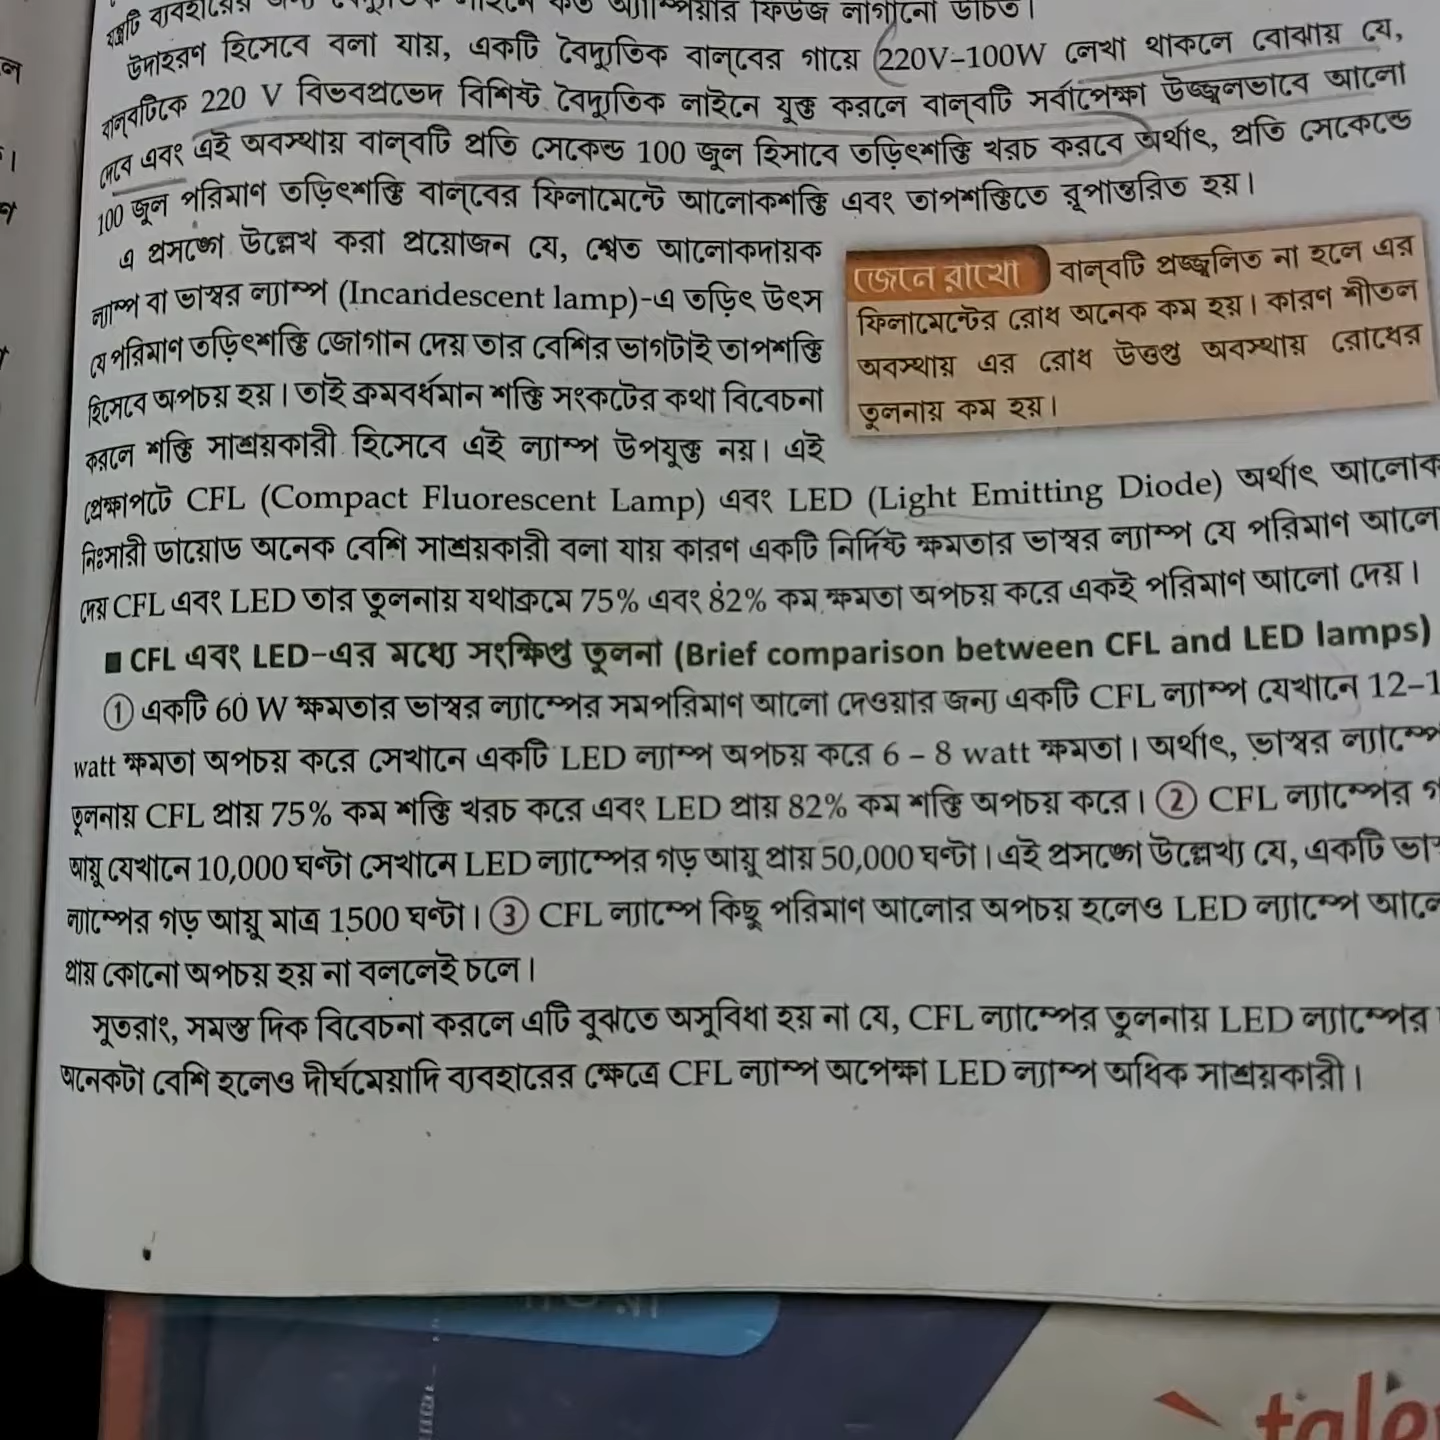 যন্ত্রটি ব্যবহারের জন্য বৈদ্যুতিক লাইনে কত অ্যাম্পিয়ার ফিউজ লাগানো উচিত।
উদাহরণ হিসেবে বলা যায়, একটি বৈদ্যুতিক বাল্‌বের গায়ে 220V–100W লেখা থাকলে বোঝায় যে,
বাল্‌বটিকে 220 V বিভবপ্রভেদ বিশিষ্ট বৈদ্যুতিক লাইনে যুক্ত করলে বাল্‌বটি সর্বাপেক্ষা উজ্জ্বলভাবে আলো
দেবে এবং এই অবস্থায় বাল্‌বটি প্রতি সেকেন্ড 100 জুল হিসাবে তড়িৎশক্তি খরচ করবে অর্থাৎ, প্রতি সেকেন্ডে
100 জুল পরিমাণ তড়িৎশক্তি বাল্‌বের ফিলামেন্টে আলোকশক্তি এবং তাপশক্তিতে রূপান্তরিত হয়।
এ প্রসঙ্গে উল্লেখ করা প্রয়োজন যে, শ্বেত আলোকদায়ক
ল্যাম্প বা ভাস্বর ল্যাম্প (Incandescent lamp)-এ তড়িৎ উৎস
যে পরিমাণ তড়িৎশক্তি জোগান দেয় তার বেশির ভাগটাই তাপশক্তি
হিসেবে অপচয় হয়। তাই ক্রমবর্ধমান শক্তি সংকটের কথা বিবেচনা
করলে শক্তি সাশ্রয়কারী হিসেবে এই ল্যাম্প উপযুক্ত নয়। এই
জেনে রাখো বাল্‌বটি প্রজ্জ্বলিত না হলে এর
ফিলামেন্টের রোধ অনেক কম হয়। কারণ শীতল
অবস্থায় এর রোধ উত্তপ্ত অবস্থায় রোধের
তুলনায় কম হয়।
প্রেক্ষাপটে CFL (Compact Fluorescent Lamp) এবং LED (Light Emitting Diode) অর্থাৎ আলোক
নিঃসারী ডায়োড অনেক বেশি সাশ্রয়কারী বলা যায় কারণ একটি নির্দিষ্ট ক্ষমতার ভাস্বর ল্যাম্প যে পরিমাণ আলো
দেয় CFL এবং LED তার তুলনায় যথাক্রমে 75% এবং 82% কম ক্ষমতা অপচয় করে একই পরিমাণ আলো দেয়।
■ CFL এবং LED-এর মধ্যে সংক্ষিপ্ত তুলনা (Brief comparison between CFL and LED lamps)
① একটি 60 W ক্ষমতার ভাস্বর ল্যাম্পের সমপরিমাণ আলো দেওয়ার জন্য একটি CFL ল্যাম্প যেখানে 12–1
watt ক্ষমতা অপচয় করে সেখানে একটি LED ল্যাম্প অপচয় করে 6 – 8 watt ক্ষমতা। অর্থাৎ, ভাস্বর ল্যাম্পে
তুলনায় CFL প্রায় 75% কম শক্তি খরচ করে এবং LED প্রায় 82% কম শক্তি অপচয় করে। ② CFL ল্যাম্পের
আয়ু যেখানে 10,000 ঘণ্টা সেখানে LED ল্যাম্পের গড় আয়ু প্রায় 50,000 ঘণ্টা। এই প্রসঙ্গে উল্লেখ্য যে, একটি
ল্যাম্পের গড় আয়ু মাত্র 1500 ঘণ্টা। ③ CFL ল্যাম্পে কিছু পরিমাণ আলোর অপচয় হলেও LED ল্যাম্পে
প্রায় কোনো অপচয় হয় না বললেই চলে।
সুতরাং, সমস্ত দিক বিবেচনা করলে এটি বুঝতে অসুবিধা হয় না যে, CFL ল্যাম্পের তুলনায় LED ল্যাম্পের
অনেকটা বেশি হলেও দীর্ঘমেয়াদি ব্যবহারের ক্ষেত্রে CFL ল্যাম্প অপেক্ষা LED ল্যাম্প অধিক সাশ্রয়কারী।